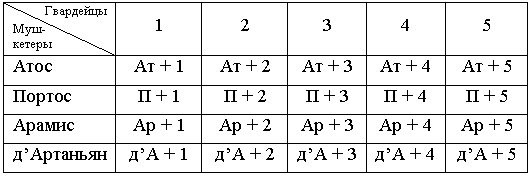 Гвардейцы
Муш-
кетеры
1 2 3 4 5
Атос Ат + 1 Ат + 2 Ат + 3 Ат + 4 Ат + 5
Портос П + 1 П + 2 П + 3 П + 4 П + 5
Арамис Ар + 1 Ар + 2 Ар + 3 Ар + 4 Ар + 5
д’Артаньян д’А + 1 д’А + 2 д’А + 3 д’А + 4 д’А + 5